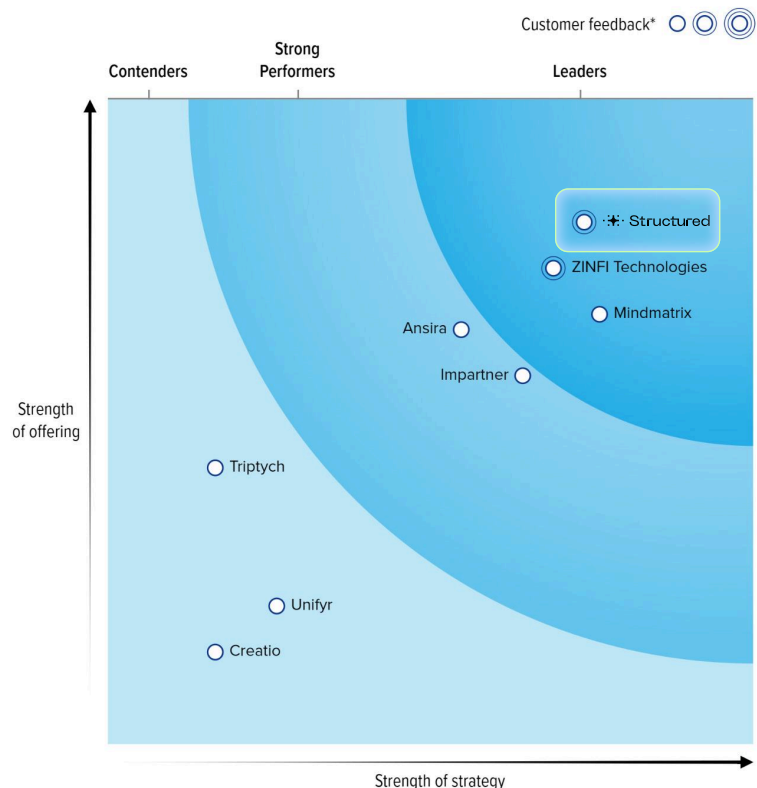 Customer feedback*
Contenders
Strong
Performers
Leaders
Structured
ZINFI Technologies
Mindmatrix
Ansira
Impartner
Strength
of offering
Triptych
Unifyr
Creatio
Strength of strategy